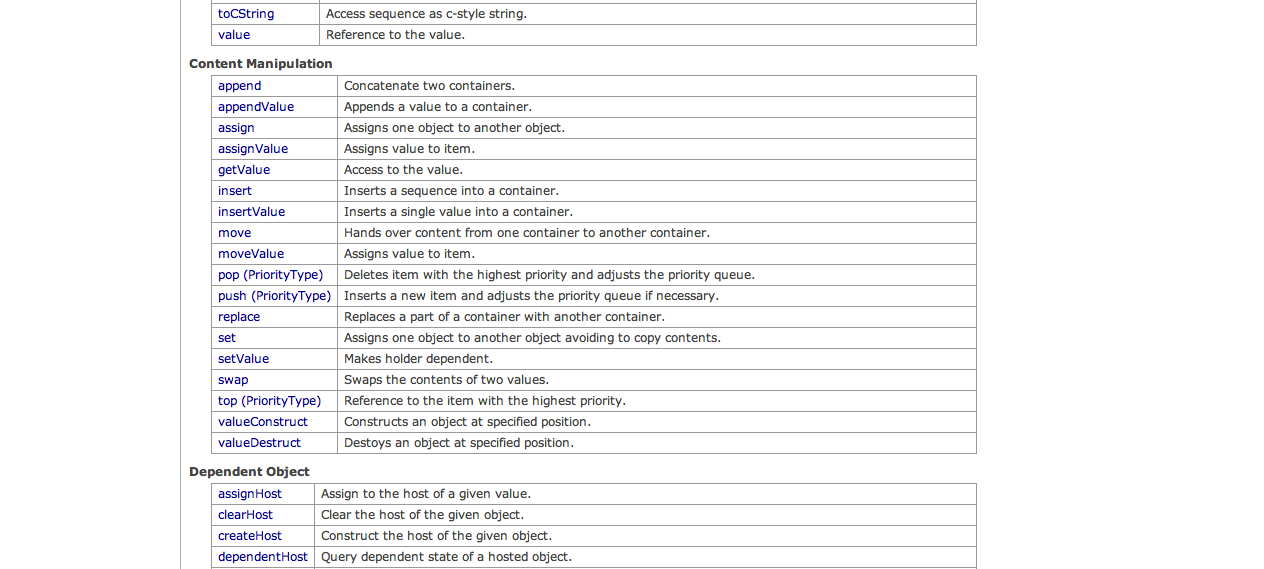 toCString Access sequence as c-style string.
value Reference to the value.
Content Manipulation
append Concatenate two containers.
appendValue Appends a value to a container.
assign Assigns one object to another object.
assignValue Assigns value to item.
getValue Access to the value.
insert Inserts a sequence into a container.
insertValue Inserts a single value into a container.
move Hands over content from one container to another container.
moveValue Assigns value to item.
pop (PriorityType) Deletes item with the highest priority and adjusts the priority queue.
push (PriorityType) Inserts a new item and adjusts the priority queue if necessary.
replace Replaces a part of a container with another container.
set Assigns one object to another object avoiding to copy contents.
setValue Makes holder dependent.
swap Swaps the contents of two values.
top (PriorityType) Reference to the item with the highest priority.
valueConstruct Constructs an object at specified position.
valueDestruct Destoys an object at specified position.
Dependent Object
assignHost Assign to the host of a given value.
clearHost Clear the host of the given object.
createHost Construct the host of the given object.
dependentHost Query dependent state of a hosted object.